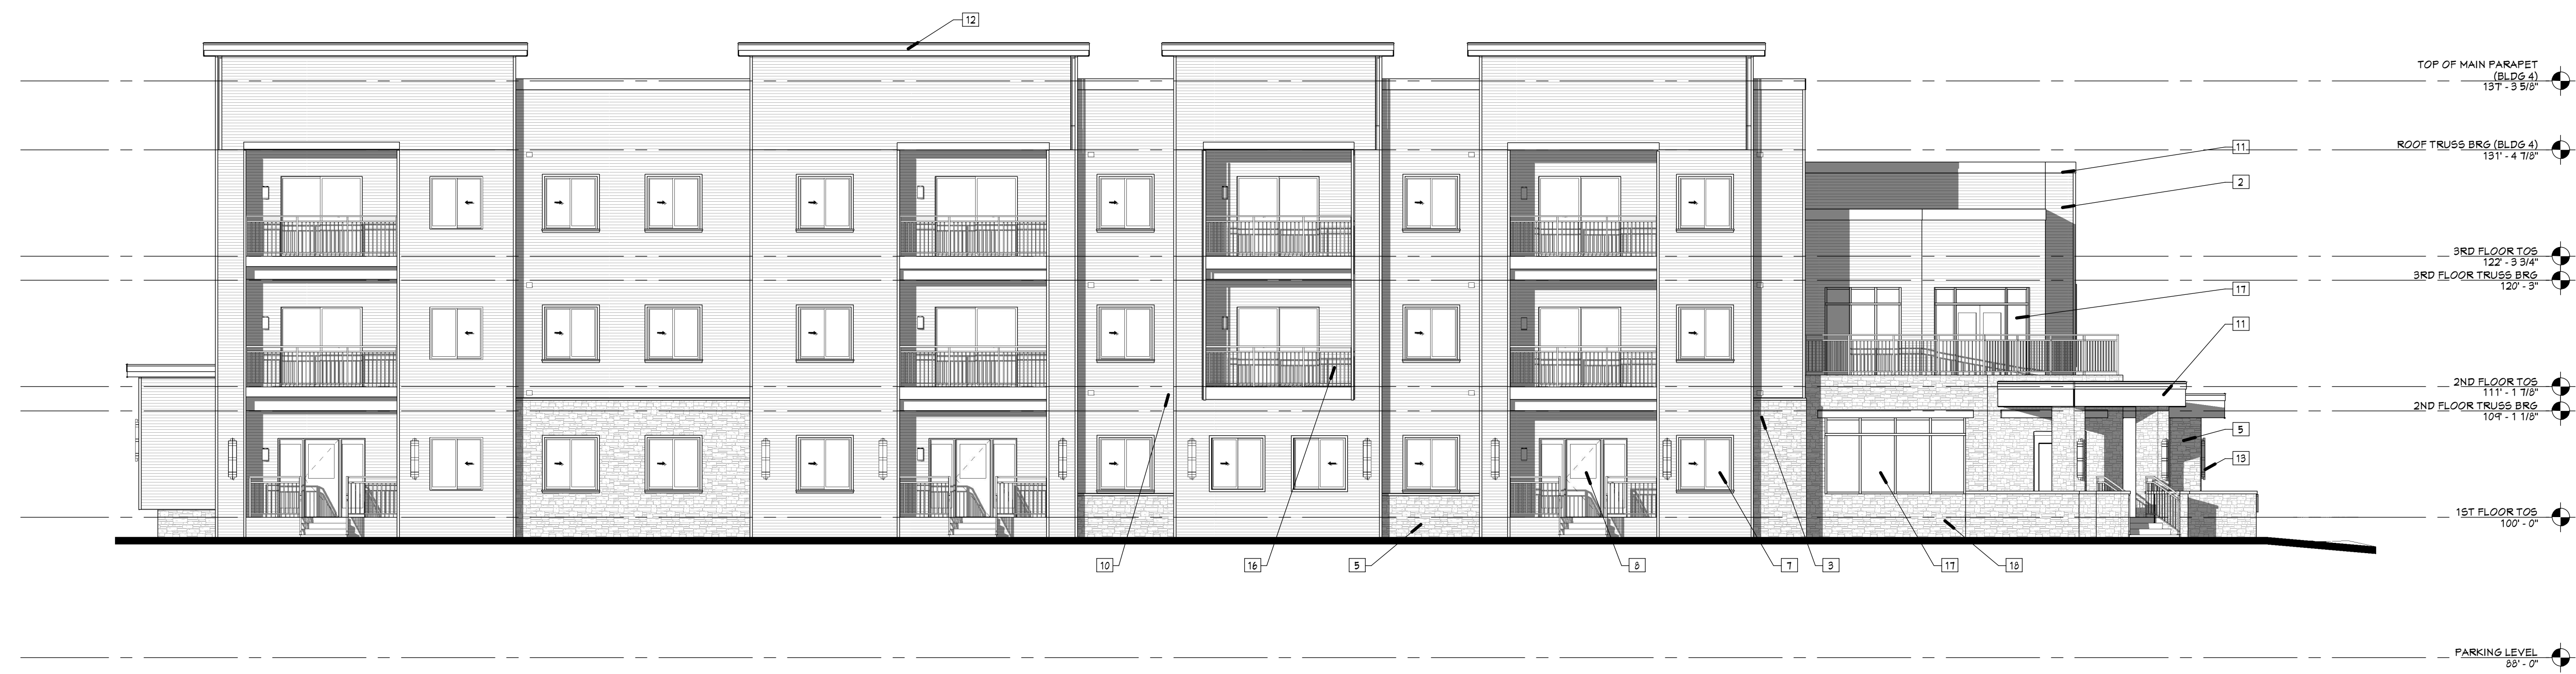 12
TOP OF MAIN PARAPET
(BLDG 4)
137' - 3 5/8"
ROOF TRUSS BRG (BLDG 4)
131' - 4 7/8"
11
2
3RD FLOOR TOS
122' - 3 3/4"
3RD FLOOR TRUSS BRG
120' - 3"
17
11
2ND FLOOR TOS
111' - 1 7/8"
2ND FLOOR TRUSS BRG
109' - 1 1/8"
5
13
1ST FLOOR TOS
100' - 0"
10
16
5
8
7
3
17
18
PARKING LEVEL
88' - 0"